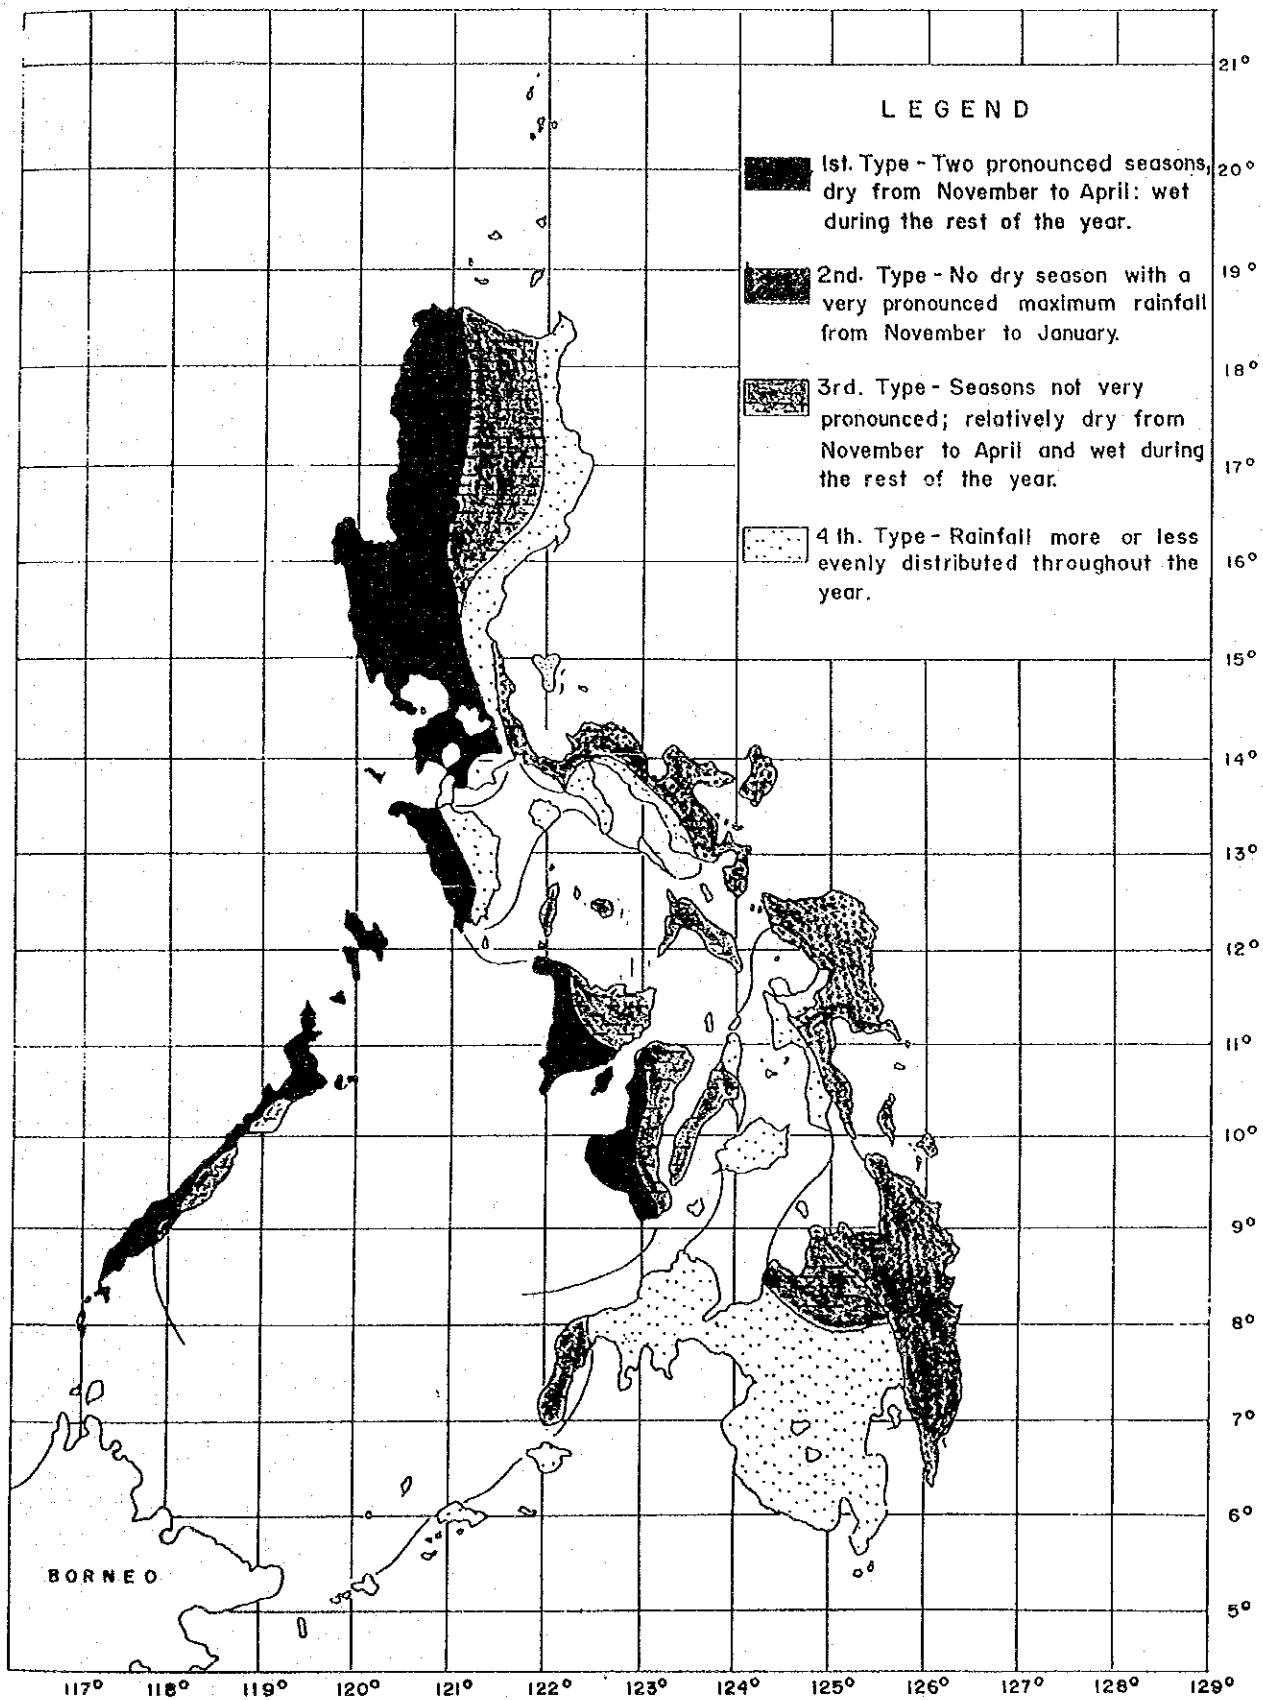 LEGEND
1st. Type - Two pronounced seasons,
dry from November to April: wet
during the rest of the year.
2nd. Type - No dry season with a
very pronounced maximum rainfall
from November to January.
3rd. Type - Seasons not very
pronounced; relatively dry from
November to April and wet during
the rest of the year.
4th. Type - Rainfall more or less
evenly distributed throughout the
year.
21°
20°
19°
18°
17°
16°
15°
14°
13°
12°
11°
10°
9°
8°
7°
6°
5°
BORNEO
117° 118° 119° 120° 121° 122° 123° 124° 125° 126° 127° 128° 129°